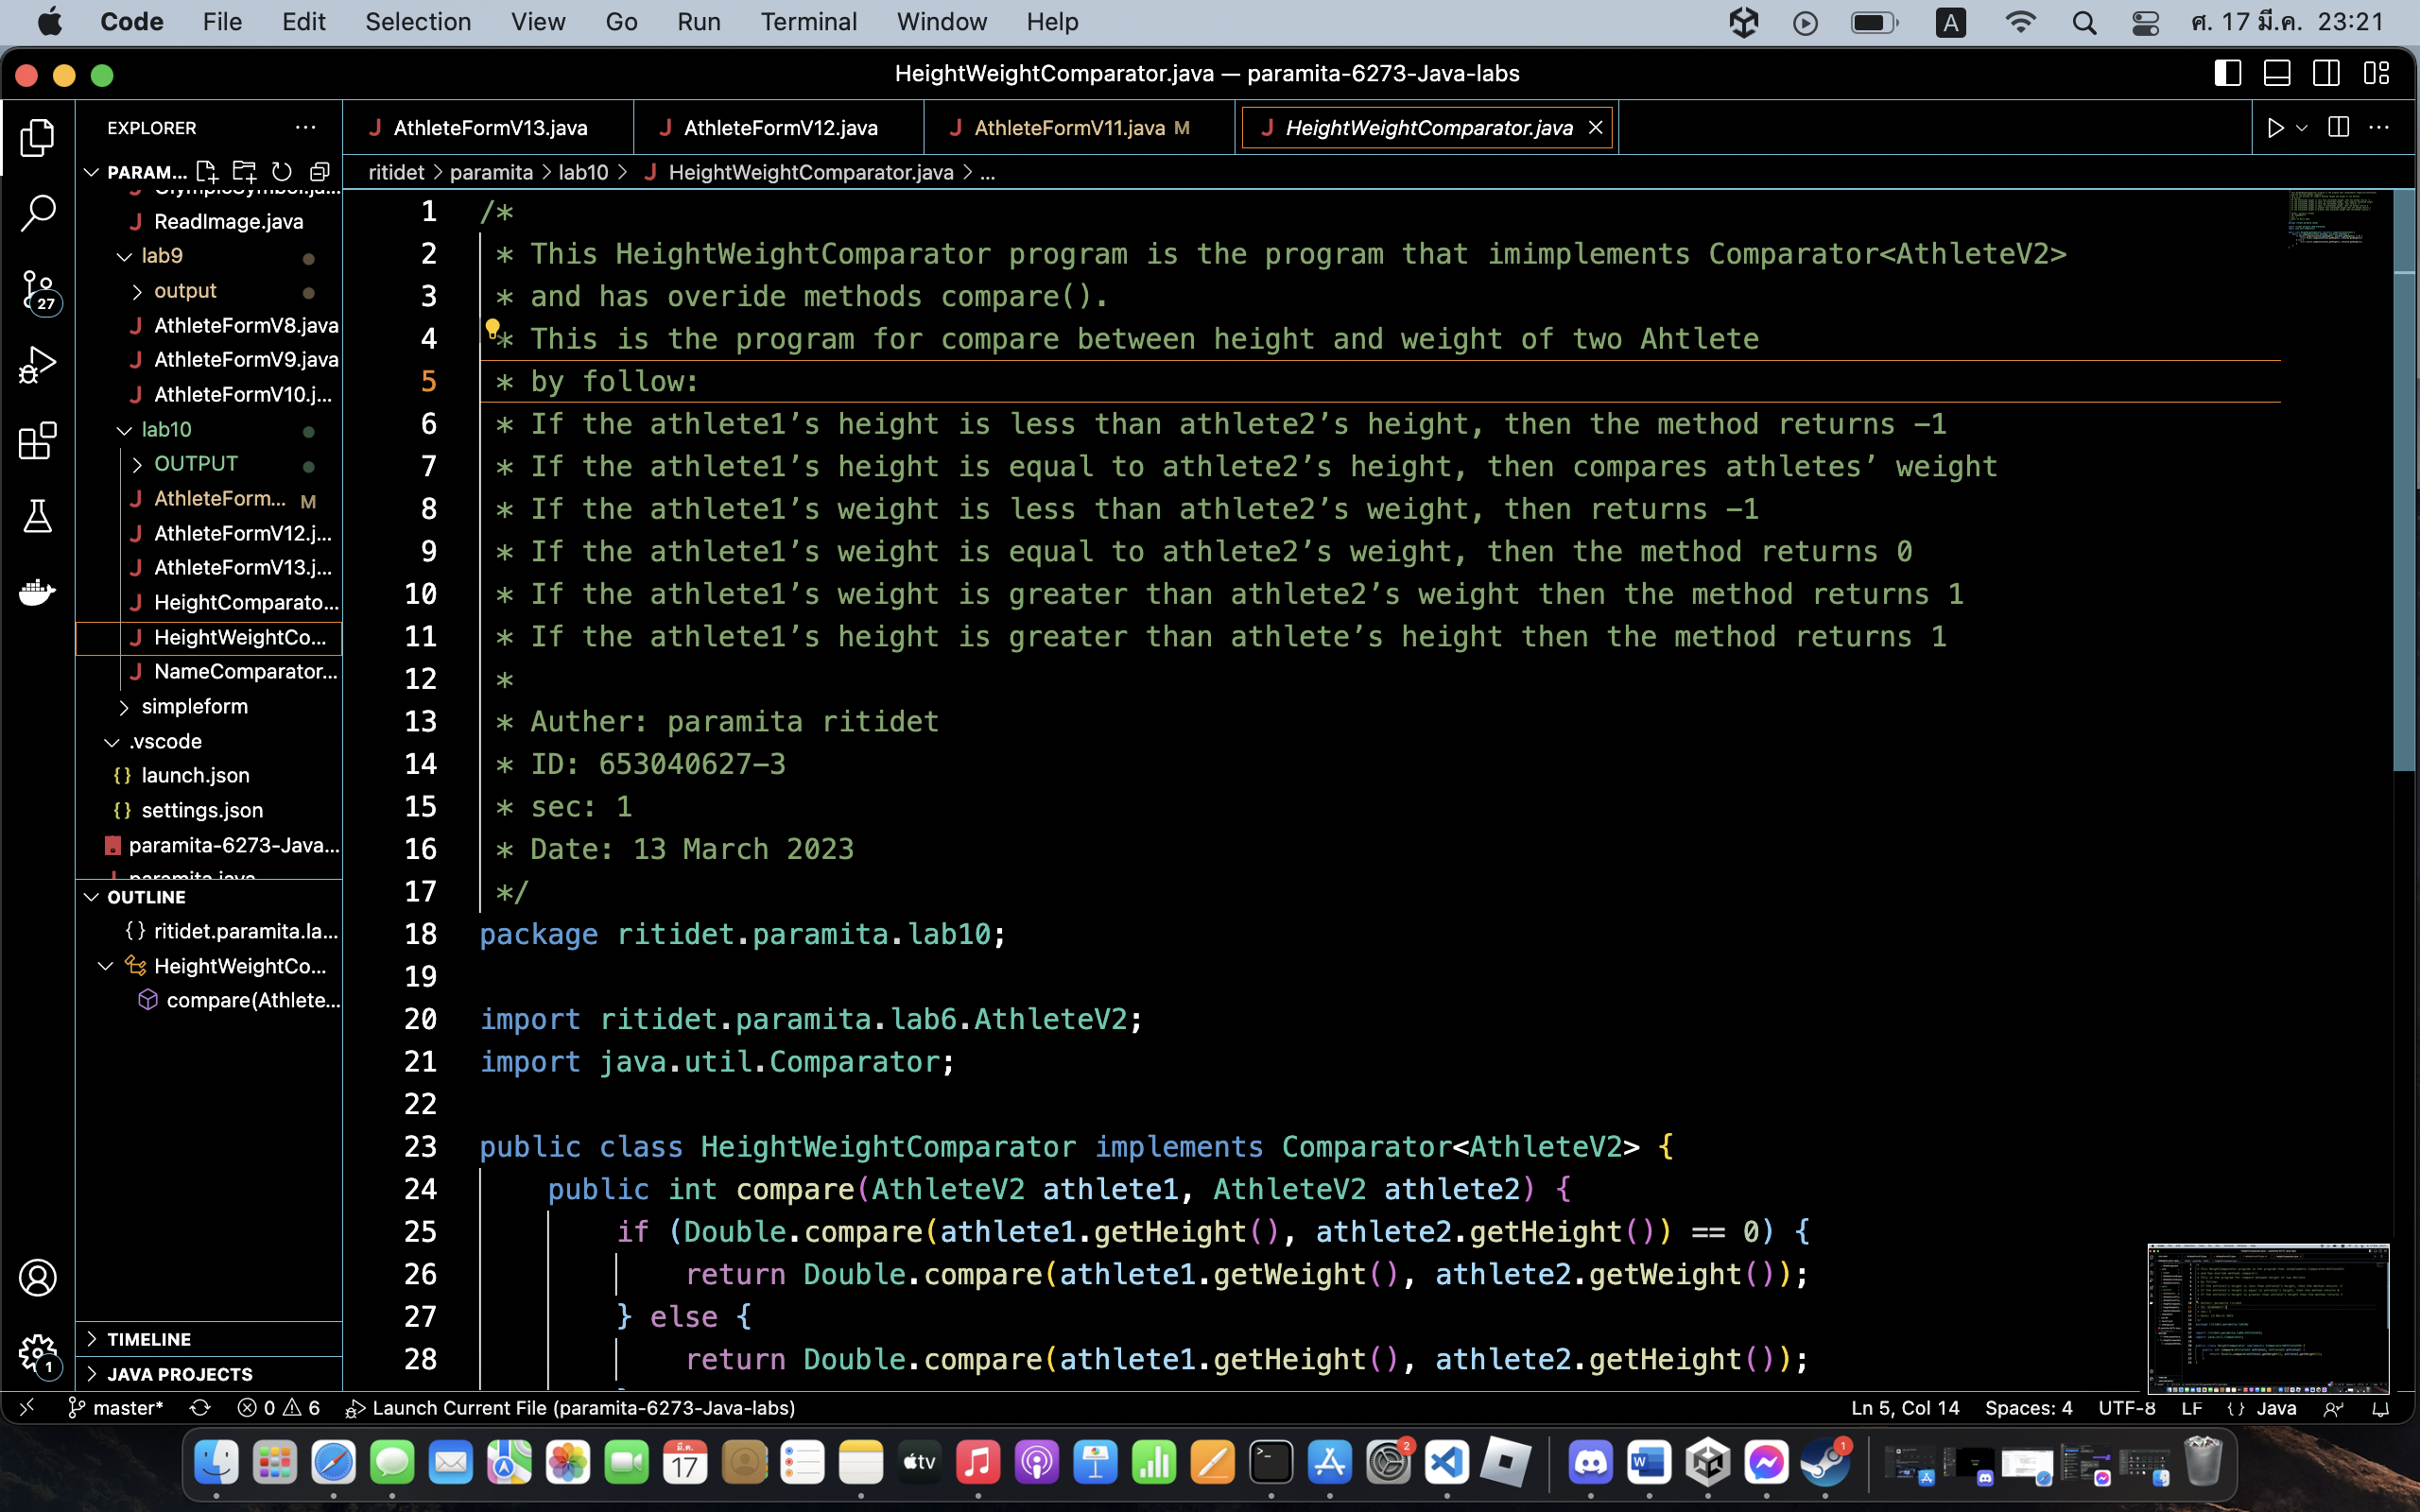 Code File Edit Selection View Go Run Terminal Window Help A ศ. 17 มี.ค. 23:21
HeightWeightComparator.java — paramita-6273-Java-labs
EXPLORER
PARAM...
ReadImage.java
lab9
output
AthleteFormV8.java
AthleteFormV9.java
AthleteFormV10.j...
lab10
OUTPUT
AthleteForm... M
AthleteFormV12.j...
AthleteFormV13.j...
HeightComparato...
HeightWeightCo...
NameComparator...
simpleform
.vscode
{} launch.json
{} settings.json
paramita-6273-Java...
OUTLINE
{} ritidet.paramita.la...
HeightWeightCo...
compare(Athlete...
TIMELINE
JAVA PROJECTS
27
1
J AthleteFormV13.java J AthleteFormV12.java J AthleteFormV11.java M J HeightWeightComparator.java
ritidet > paramita > lab10 > J HeightWeightComparator.java > ...
1 /*
2 * This HeightWeightComparator program is the program that imimplements Comparator<AthleteV2>
3 * and has overide methods compare().
4 * This is the program for compare between height and weight of two Ahtlete
5 * by follow:
6 * If the athlete1’s height is less than athlete2’s height, then the method returns -1
7 * If the athlete1’s height is equal to athlete2’s height, then compares athletes’ weight
8 * If the athlete1’s weight is less than athlete2’s weight, then returns -1
9 * If the athlete1’s weight is equal to athlete2’s weight, then the method returns 0
10 * If the athlete1’s weight is greater than athlete2’s weight then the method returns 1
11 * If the athlete1’s height is greater than athlete’s height then the method returns 1
12 *
13 * Auther: paramita ritidet
14 * ID: 653040627-3
15 * sec: 1
16 * Date: 13 March 2023
17 */
18 package ritidet.paramita.lab10;
19
20 import ritidet.paramita.lab6.AthleteV2;
21 import java.util.Comparator;
22
23 public class HeightWeightComparator implements Comparator<AthleteV2> {
24 public int compare(AthleteV2 athlete1, AthleteV2 athlete2) {
25 if (Double.compare(athlete1.getHeight(), athlete2.getHeight()) == 0) {
26 return Double.compare(athlete1.getWeight(), athlete2.getWeight());
27 } else {
28 return Double.compare(athlete1.getHeight(), athlete2.getHeight());
master* 0 6 Launch Current File (paramita-6273-Java-labs) Ln 5, Col 14 Spaces: 4 UTF-8 LF {} Java
มี.ค. 17 tv 2 W 1